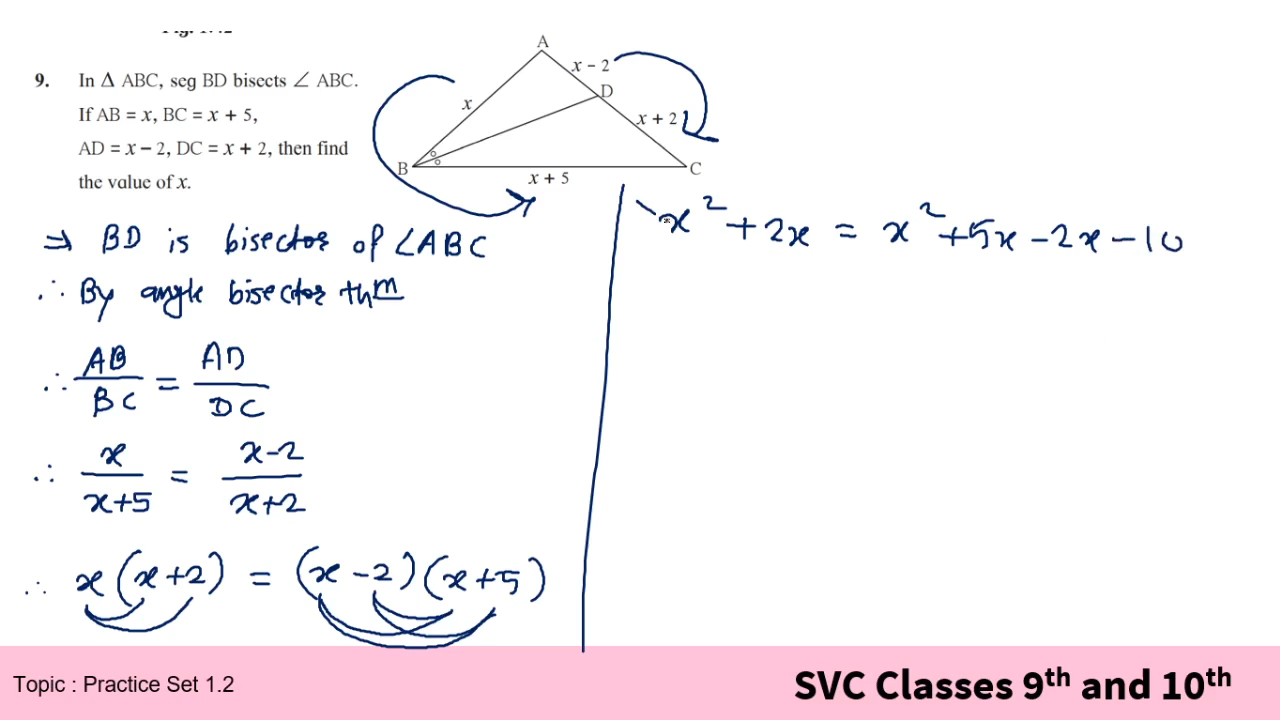 9. In Δ ABC, seg BD bisects ∠ ABC.
If AB = x, BC = x + 5,
AD = x – 2, DC = x + 2, then find
the value of x.
A
x – 2
D
x
x + 2
B
C
x + 5
⇒ BD is bisector of ∠ABC
∴ By angle bisector thm
∴ AB/BC = AD/DC
∴ x/x+5 = x-2/x+2
∴ x(x+2) = (x-2)(x+5)
x² + 2x = x² + 5x - 2x - 10
Topic : Practice Set 1.2
SVC Classes 9th and 10th